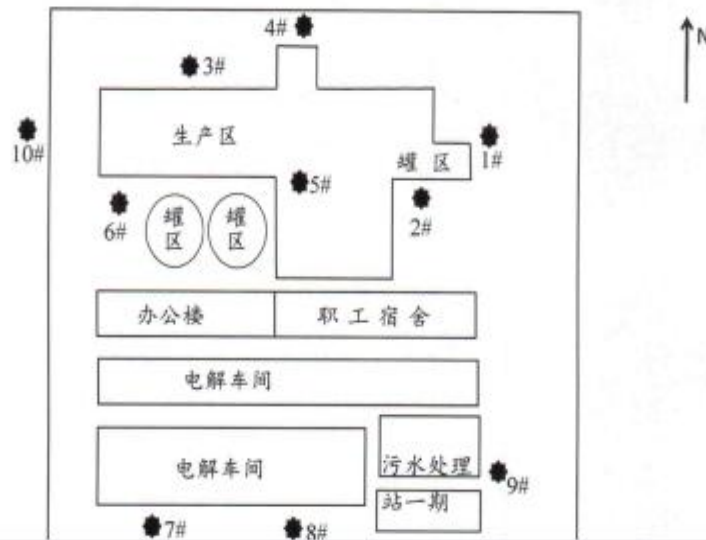 4#
N
3#
10#
生产区
罐 区
1#
5#
2#
6#
罐
区
罐
区
办公楼
职 工 宿 舍
电解车间
电解车间
污水处理
站一期
9#
7#
8#